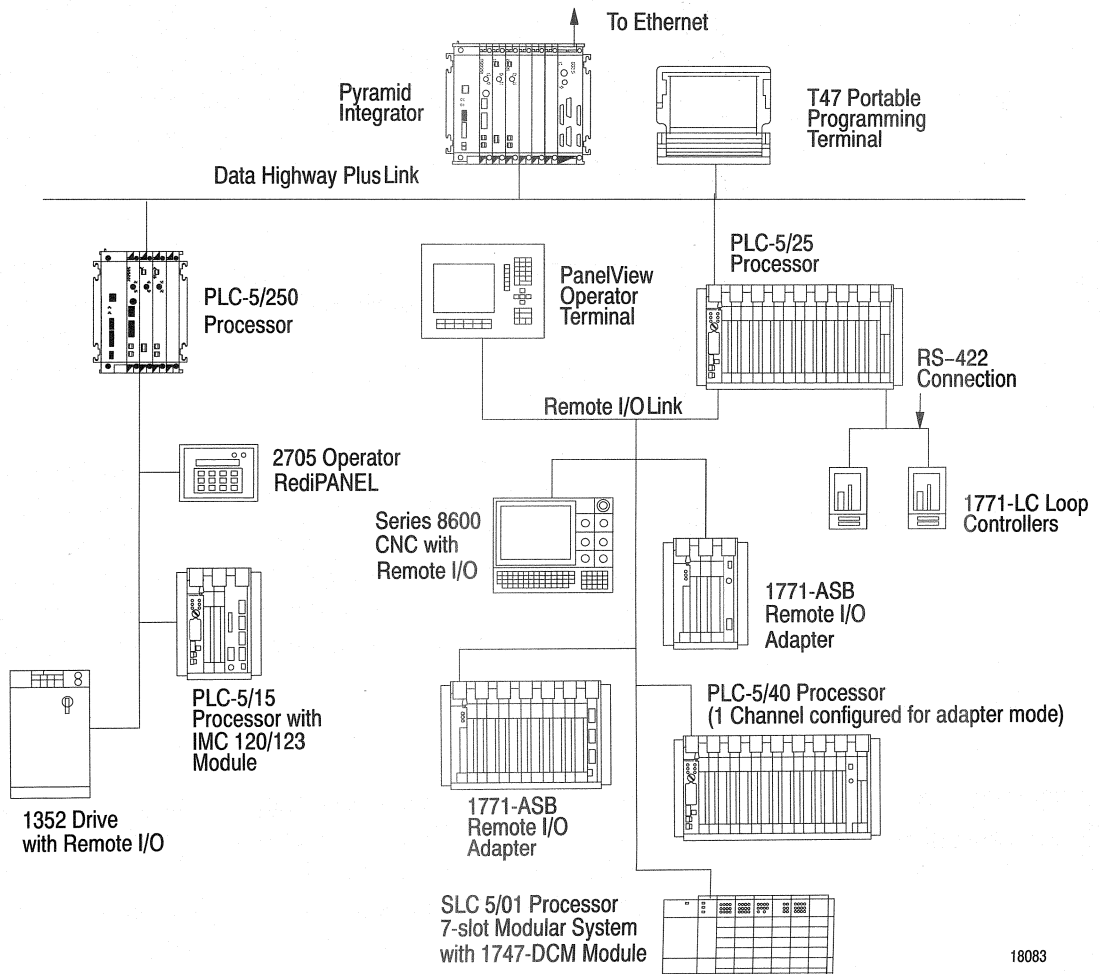 To Ethernet
Pyramid
Integrator
T47 Portable
Programming
Terminal
Data Highway Plus Link
PLC-5/250
Processor
PanelView
Operator
Terminal
PLC-5/25
Processor
RS-422
Connection
Remote I/O Link
2705 Operator
RediPANEL
Series 8600
CNC with
Remote I/O
1771-LC Loop
Controllers
1771-ASB
Remote I/O
Adapter
PLC-5/15
Processor with
IMC 120/123
Module
PLC-5/40 Processor
(1 Channel configured for adapter mode)
1352 Drive
with Remote I/O
1771-ASB
Remote I/O
Adapter
SLC 5/01 Processor
7-slot Modular System
with 1747-DCM Module
18083